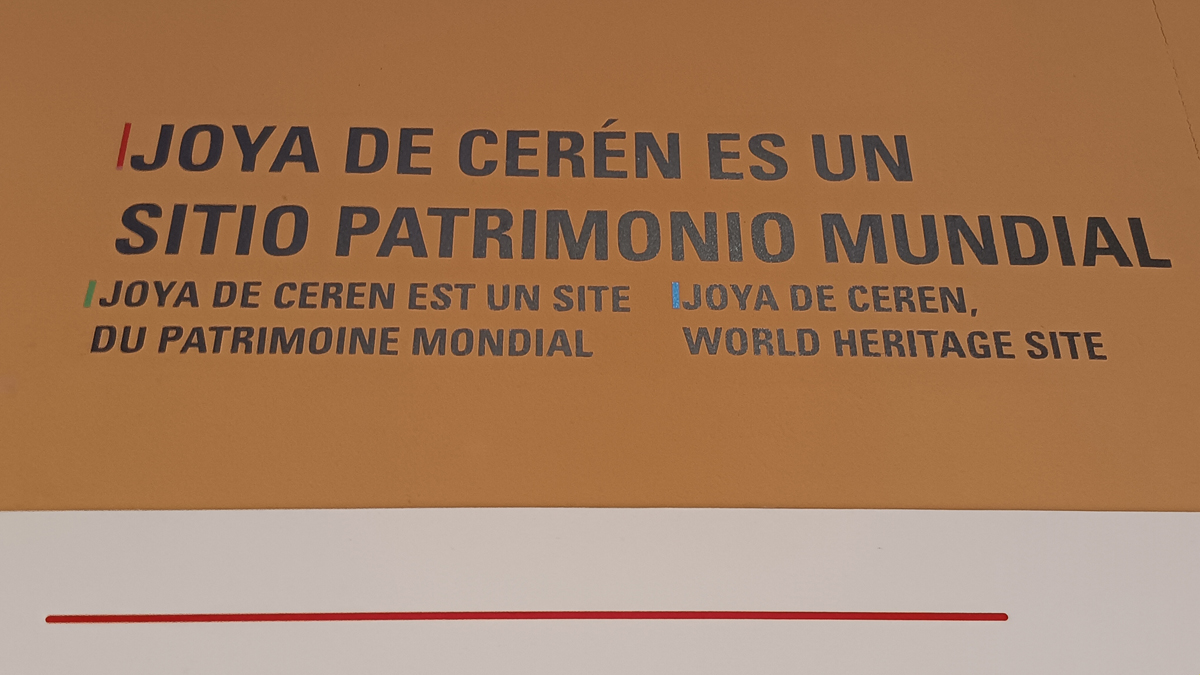 JOYA DE CERÉN ES UN
SITIO PATRIMONIO MUNDIAL
JOYA DE CEREN EST UN SITE
DU PATRIMOINE MONDIAL
JOYA DE CEREN,
WORLD HERITAGE SITE